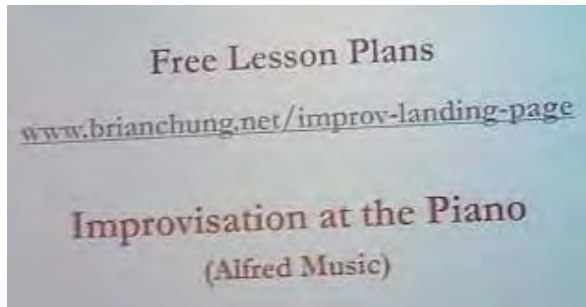 Free Lesson Plans
www.brianchung.net/improv-landing-page
Improvisation at the Piano
(Alfred Music)